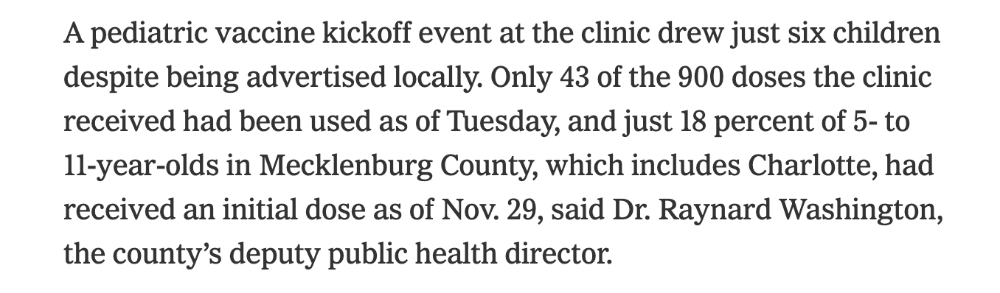 A pediatric vaccine kickoff event at the clinic drew just six children
despite being advertised locally. Only 43 of the 900 doses the clinic
received had been used as of Tuesday, and just 18 percent of 5- to
11-year-olds in Mecklenburg County, which includes Charlotte, had
received an initial dose as of Nov. 29, said Dr. Raynard Washington,
the county’s deputy public health director.